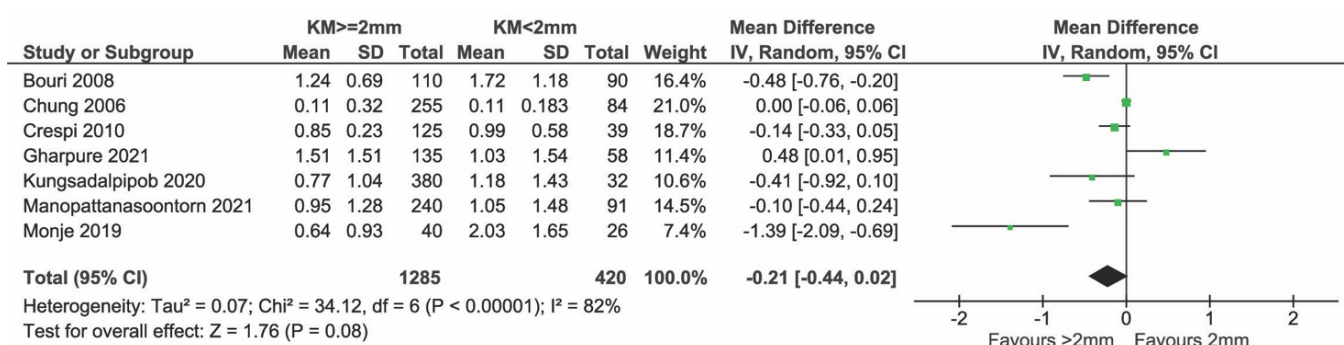 KM>=2mm KM<2mm Mean Difference Mean Difference
Study or Subgroup Mean SD Total Mean SD Total Weight IV, Random, 95% CI IV, Random, 95% CI
Bouri 2008 1.24 0.69 110 1.72 1.18 90 16.4% -0.48 [-0.76, -0.20]
Chung 2006 0.11 0.32 255 0.11 0.183 84 21.0% 0.00 [-0.06, 0.06]
Crespi 2010 0.85 0.23 125 0.99 0.58 39 18.7% -0.14 [-0.33, 0.05]
Gharpure 2021 1.51 1.51 135 1.03 1.54 58 11.4% 0.48 [0.01, 0.95]
Kungsadalpipob 2020 0.77 1.04 380 1.18 1.43 32 10.6% -0.41 [-0.92, 0.10]
Manopattanasoontorn 2021 0.95 1.28 240 1.05 1.48 91 14.5% -0.10 [-0.44, 0.24]
Monje 2019 0.64 0.93 40 2.03 1.65 26 7.4% -1.39 [-2.09, -0.69]
Total (95% CI) 1285 420 100.0% -0.21 [-0.44, 0.02]
Heterogeneity: Tau² = 0.07; Chi² = 34.12, df = 6 (P < 0.00001); I² = 82%
Test for overall effect: Z = 1.76 (P = 0.08)
-2 -1 0 1 2
Favours >2mm Favours 2mm